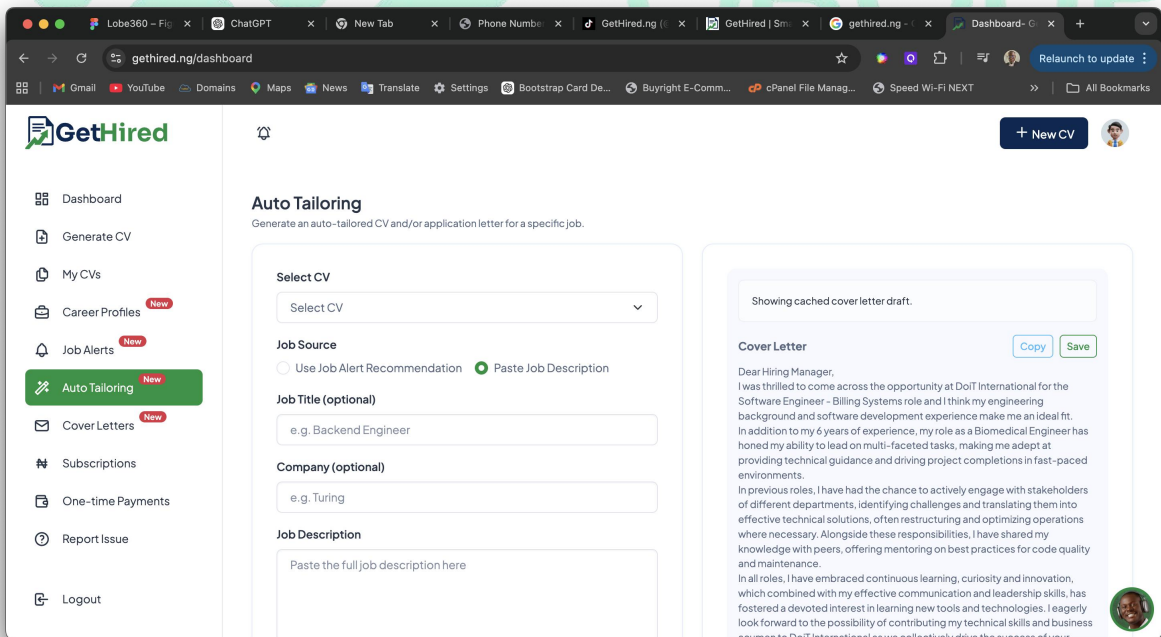 Lobe360 – Fig
ChatGPT
New Tab
Phone Number
GetHired.ng (
GetHired | Sma
gethired.ng - 
Dashboard- G
gethired.ng/dashboard
Relaunch to update
Gmail
YouTube
Domains
Maps
News
Translate
Settings
Bootstrap Card De...
Buyright E-Comm...
cPanel File Manag...
Speed Wi-Fi NEXT
All Bookmarks
GetHired
+ New CV
Dashboard
Generate CV
My CVs
Career Profiles New
Job Alerts New
Auto Tailoring New
Cover Letters New
Subscriptions
One-time Payments
Report Issue
Logout
Auto Tailoring
Generate an auto-tailored CV and/or application letter for a specific job.
Select CV
Select CV
Job Source
Use Job Alert Recommendation
Paste Job Description
Job Title (optional)
e.g. Backend Engineer
Company (optional)
e.g. Turing
Job Description
Paste the full job description here
Showing cached cover letter draft.
Cover Letter
Copy
Save
Dear Hiring Manager,
I was thrilled to come across the opportunity at DoiT International for the
Software Engineer - Billing Systems role and I think my engineering
background and software development experience make me an ideal fit.
In addition to my 6 years of experience, my role as a Biomedical Engineer has
honed my ability to lead on multi-faceted tasks, making me adept at
providing technical guidance and driving project completions in fast-paced
environments.
In previous roles, I have had the chance to actively engage with stakeholders
of different departments, identifying challenges and translating them into
effective technical solutions, often restructuring and optimizing operations
where necessary. Alongside these responsibilities, I have shared my
knowledge with peers, offering mentoring on best practices for code quality
and maintenance.
In all roles, I have embraced continuous learning, curiosity and innovation,
which combined with my effective communication and leadership skills, has
fostered a devoted interest in learning new tools and technologies. I eagerly
look forward to the possibility of contributing my technical skills and business
acumen to DoiT International as we collectively drive the success of your